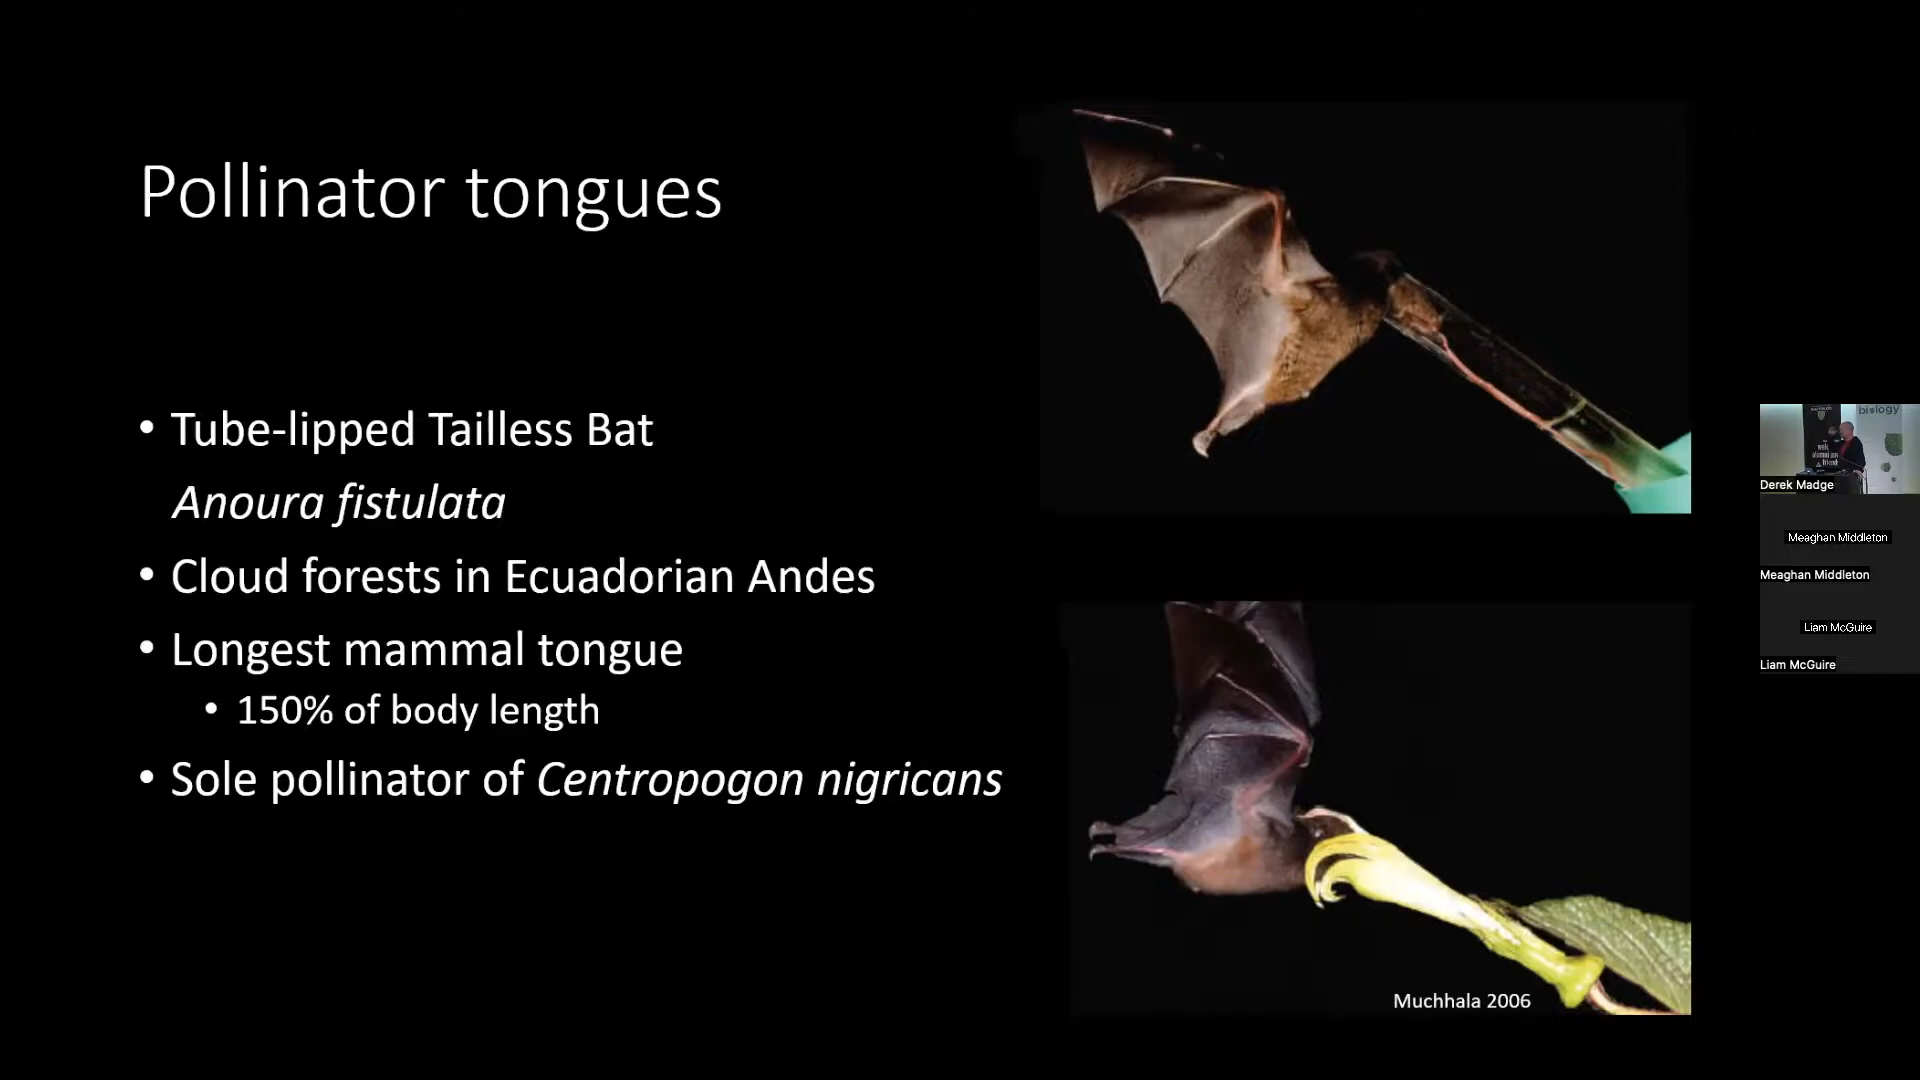 Pollinator tongues
• Tube-lipped Tailless Bat
Anoura fistulata
• Cloud forests in Ecuadorian Andes
• Longest mammal tongue
• 150% of body length
• Sole pollinator of Centropogon nigricans
Muchhala 2006
biology
Derek Madge
Meaghan Middleton
Meaghan Middleton
Liam McGuire
Liam McGuire